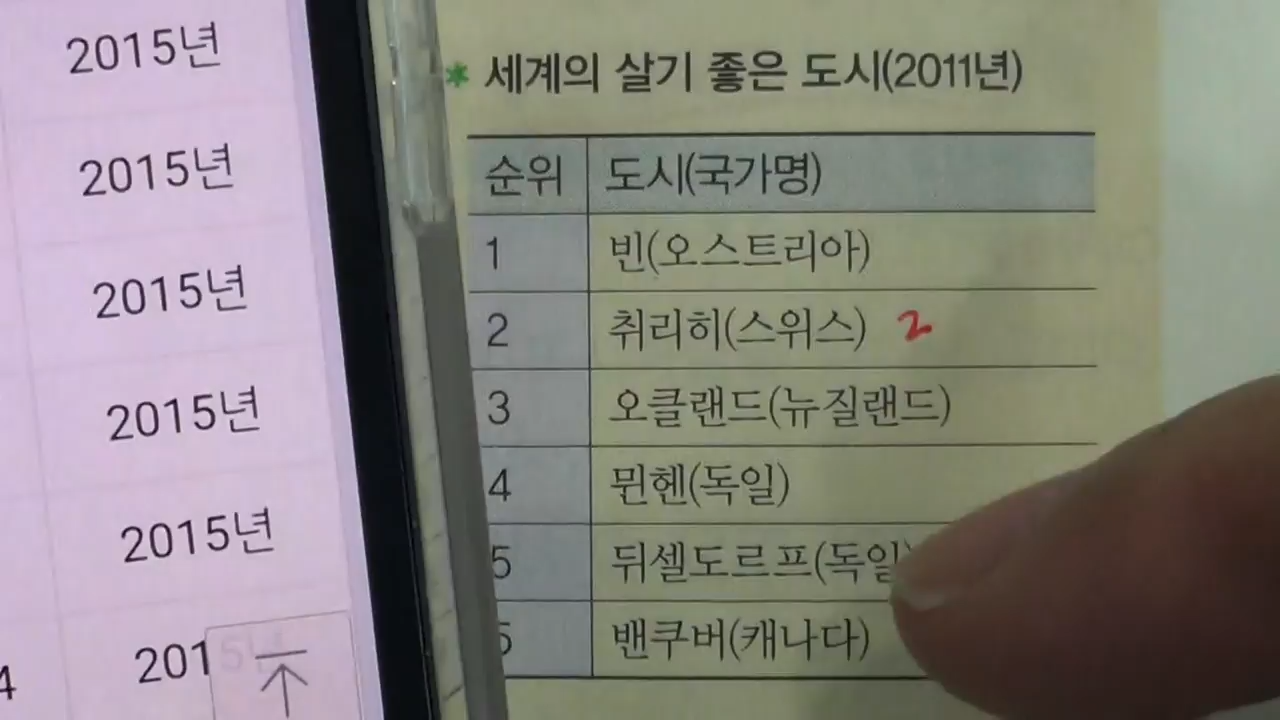 2015년
2015년
2015년
2015년
2015년
201
4
* 세계의 살기 좋은 도시(2011년)
순위 도시(국가명)
1 빈(오스트리아)
2 취리히(스위스) 2
3 오클랜드(뉴질랜드)
4 뮌헨(독일)
5 뒤셀도르프(독일)
5 밴쿠버(캐나다)